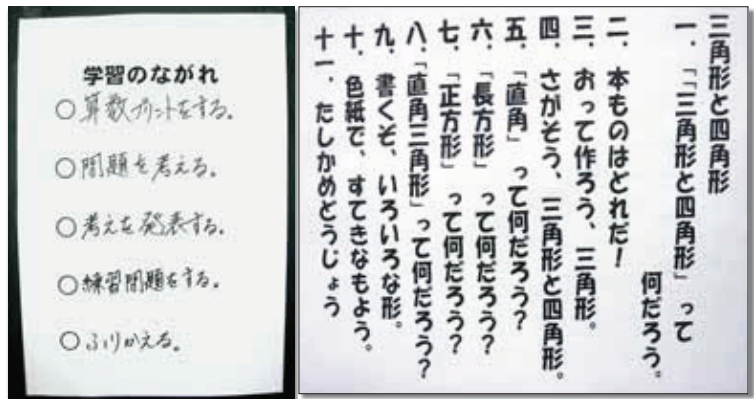 学習のながれ
○算数プリントをする。
○問題を考える。
○考えを発表する。
○練習問題をする。
○ふりかえる。
三角形と四角形
一、「「三角形と四角形」って
何だろう。
二、本ものはどれだ！
三、おって作ろう、三角形。
四、さがそう、三角形と四角形。
五、「直角」って何だろう？
六、「長方形」って何だろう？
七、「正方形」って何だろう？
八、「直角三角形」って何だろう？
九、書くぞ、いろいろな形。
十、色紙で、すてきなもよう。
十一、たしかめどうじょう